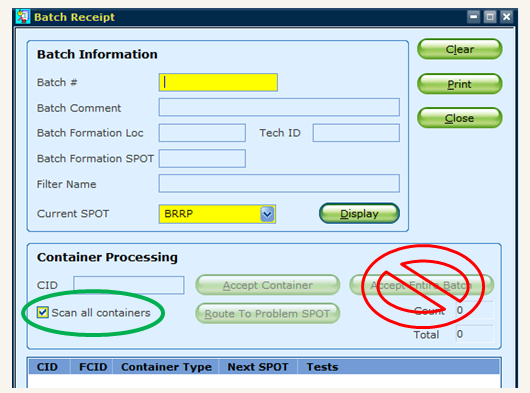 Batch Receipt
Batch Information
Clear
Batch #
Print
Batch Comment
Close
Batch Formation Loc Tech ID
Batch Formation SPOT
Filter Name
Current SPOT BRRP Display
Container Processing
CID Accept Container Accept Entire Batch
Scan all containers Route To Problem SPOT Count 0
Total 0
CID FCID Container Type Next SPOT Tests